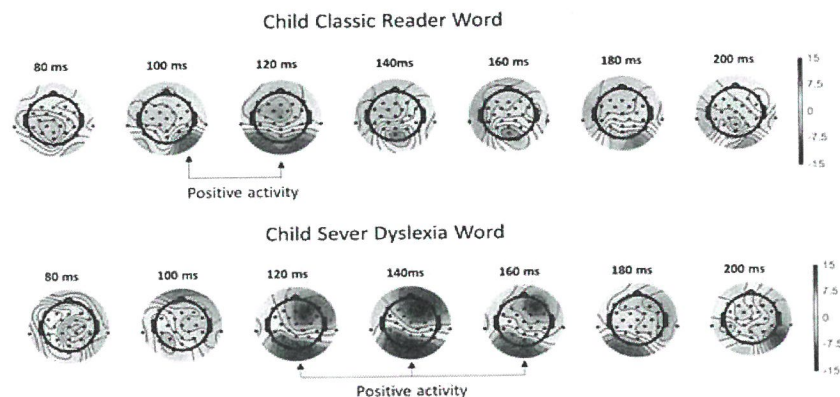 Child Classic Reader Word
80 ms 100 ms 120 ms 140ms 160 ms 180 ms 200 ms
15
7.5
0
-7.5
-15
Positive activity
Child Sever Dyslexia Word
80 ms 100 ms 120 ms 140ms 160 ms 180 ms 200 ms
15
7.5
0
-7.5
-15
Positive activity